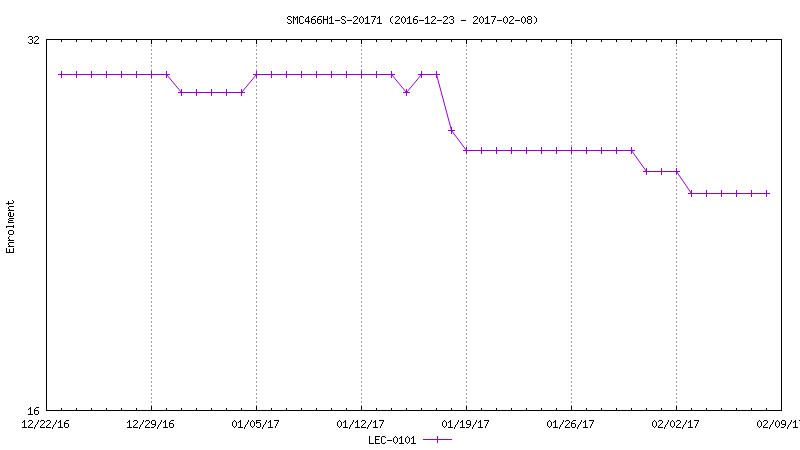 SMC466H1-S-20171 (2016-12-23 - 2017-02-08)
32
Enrolment
16
12/22/16 12/29/16 01/05/17 01/12/17 01/19/17 01/26/17 02/02/17 02/09/1
LEC-0101